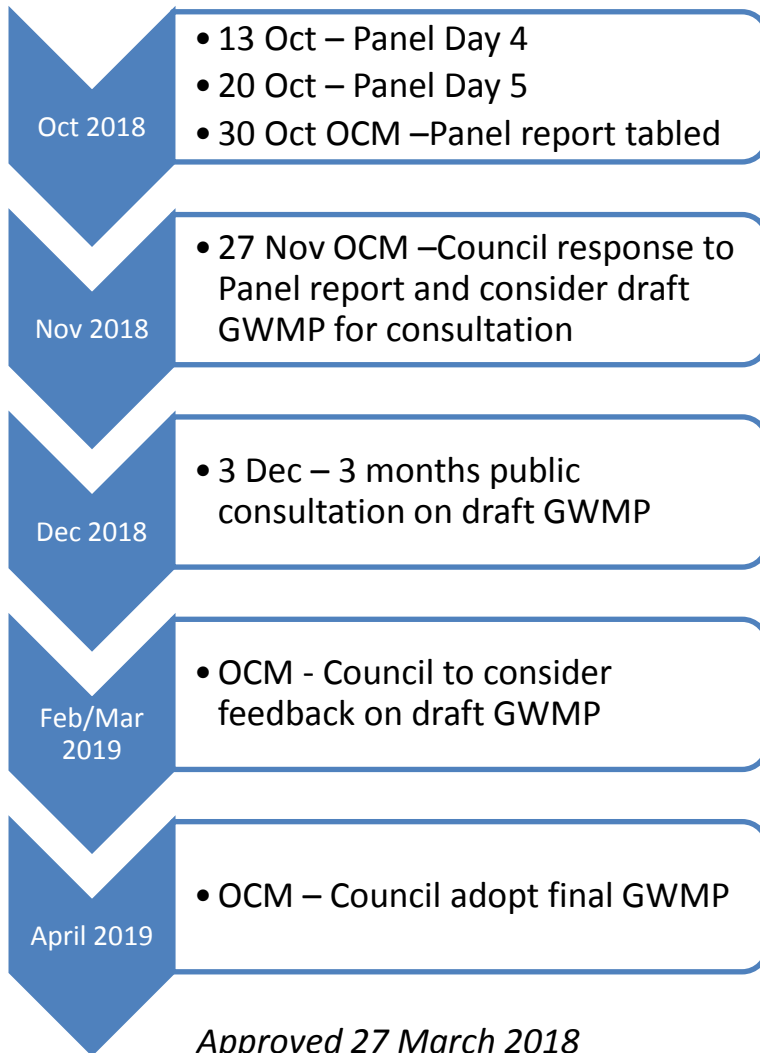 Oct 2018
• 13 Oct – Panel Day 4
• 20 Oct – Panel Day 5
• 30 Oct OCM –Panel report tabled
Nov 2018
• 27 Nov OCM –Council response to
Panel report and consider draft
GWMP for consultation
Dec 2018
• 3 Dec – 3 months public
consultation on draft GWMP
Feb/Mar
2019
• OCM - Council to consider
feedback on draft GWMP
April 2019
• OCM – Council adopt final GWMP
Approved 27 March 2018